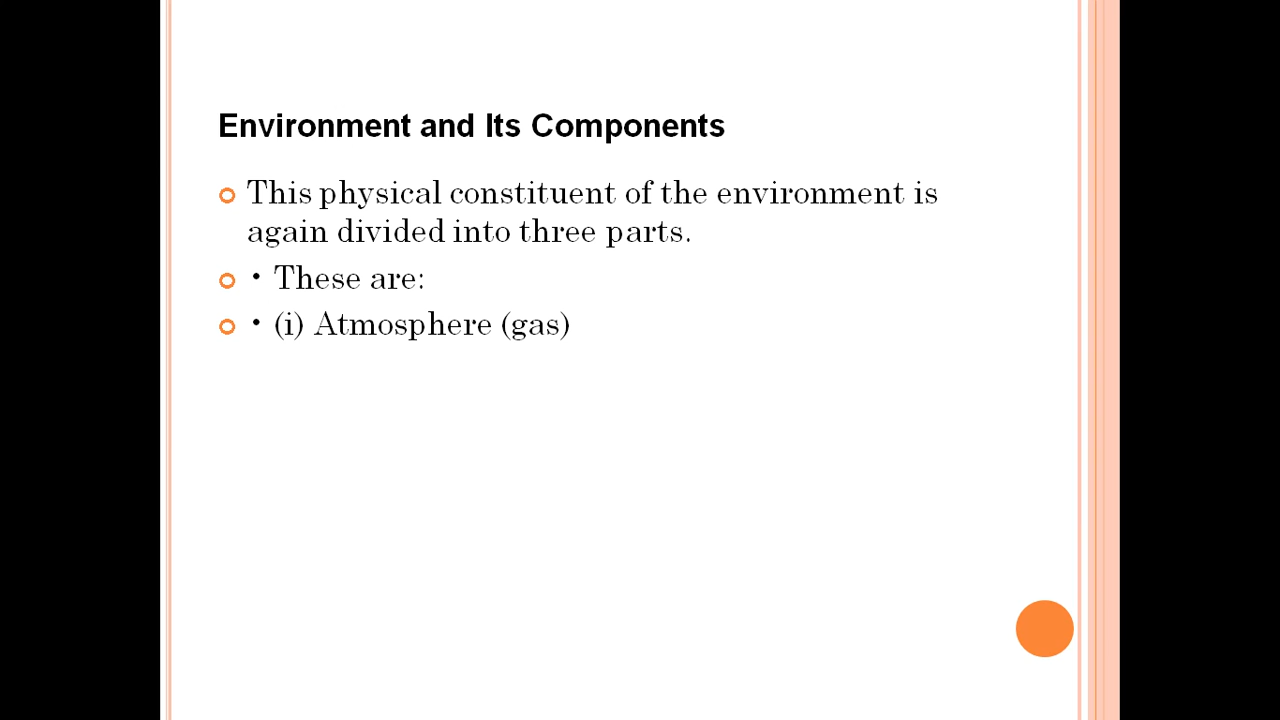 Environment and Its Components
This physical constituent of the environment is
again divided into three parts.
• These are:
• (i) Atmosphere (gas)